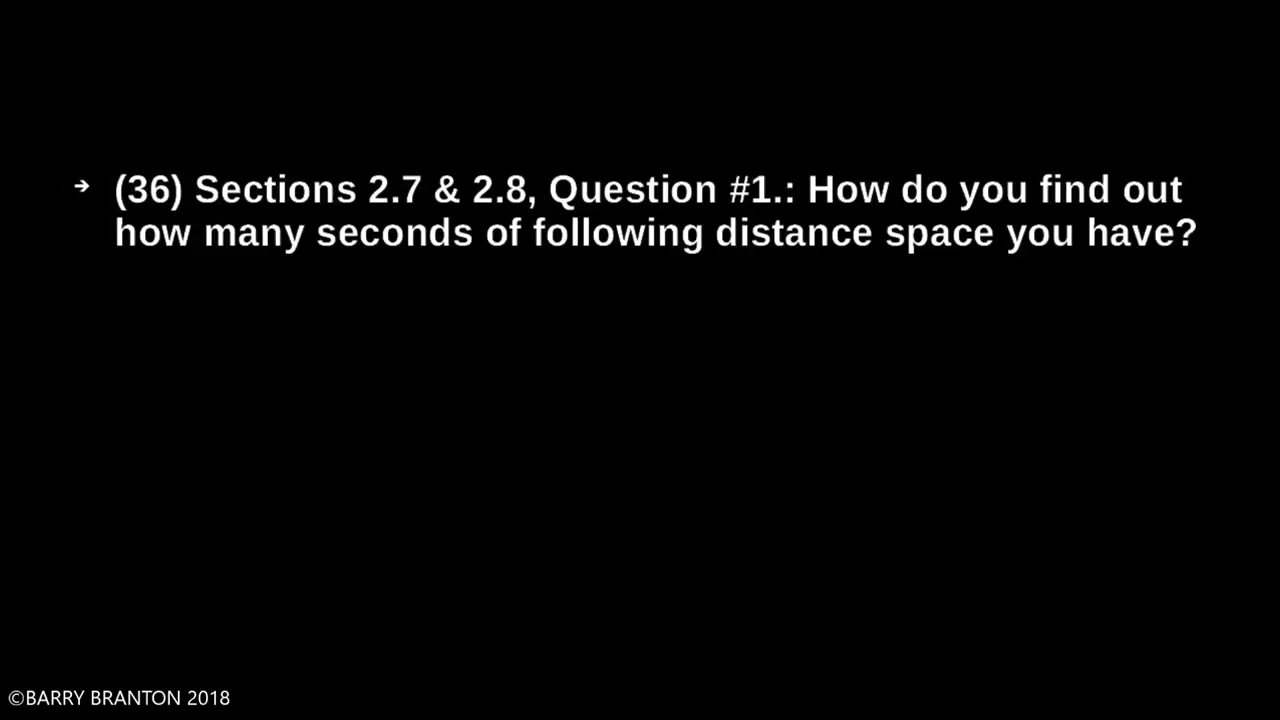 ➔ (36) Sections 2.7 & 2.8, Question #1.: How do you find out
how many seconds of following distance space you have?
©BARRY BRANTON 2018